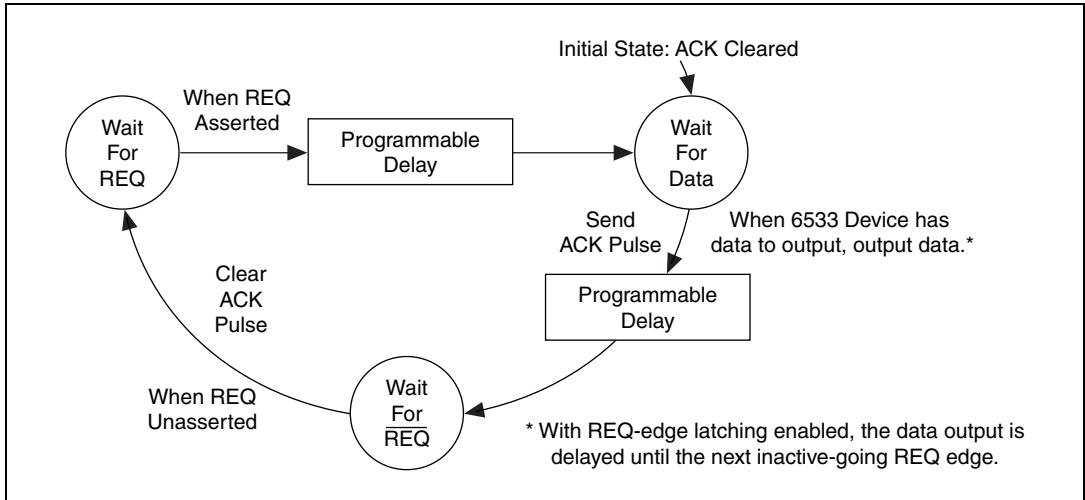 Initial State: ACK Cleared
When REQ
Asserted
Wait
For
REQ
Programmable
Delay
Wait
For
Data
Send
ACK Pulse
When 6533 Device has
data to output, output data.*
Programmable
Delay
Clear
ACK
Pulse
When REQ
Unasserted
Wait
For
REQ
* With REQ-edge latching enabled, the data output is
delayed until the next inactive-going REQ edge.